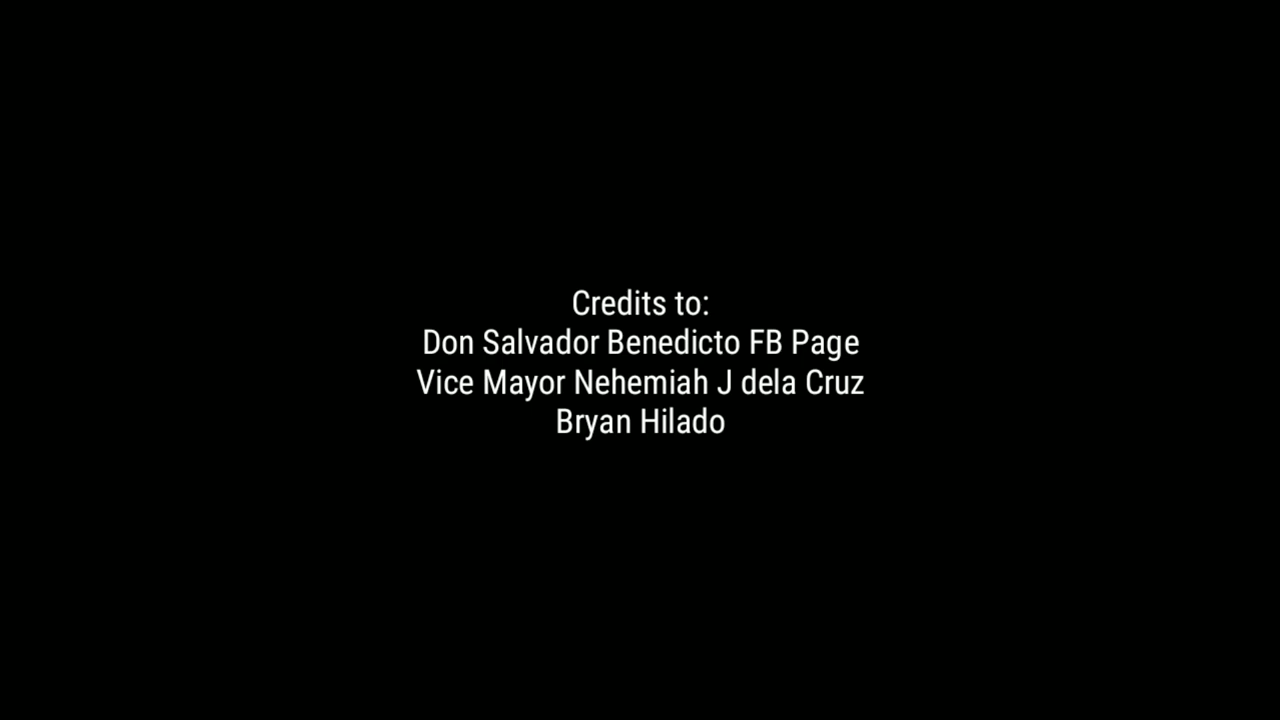 Credits to:
Don Salvador Benedicto FB Page
Vice Mayor Nehemiah J dela Cruz
Bryan Hilado